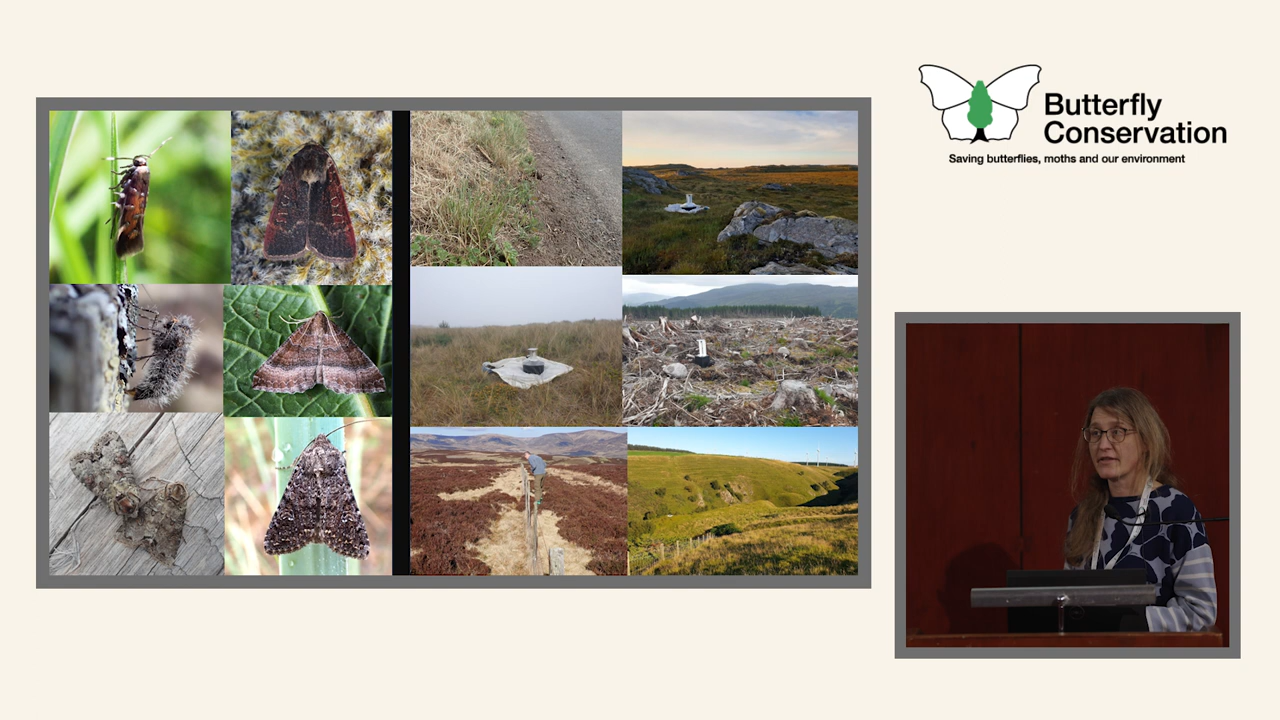 Butterfly
Conservation
Saving butterflies, moths and our environment